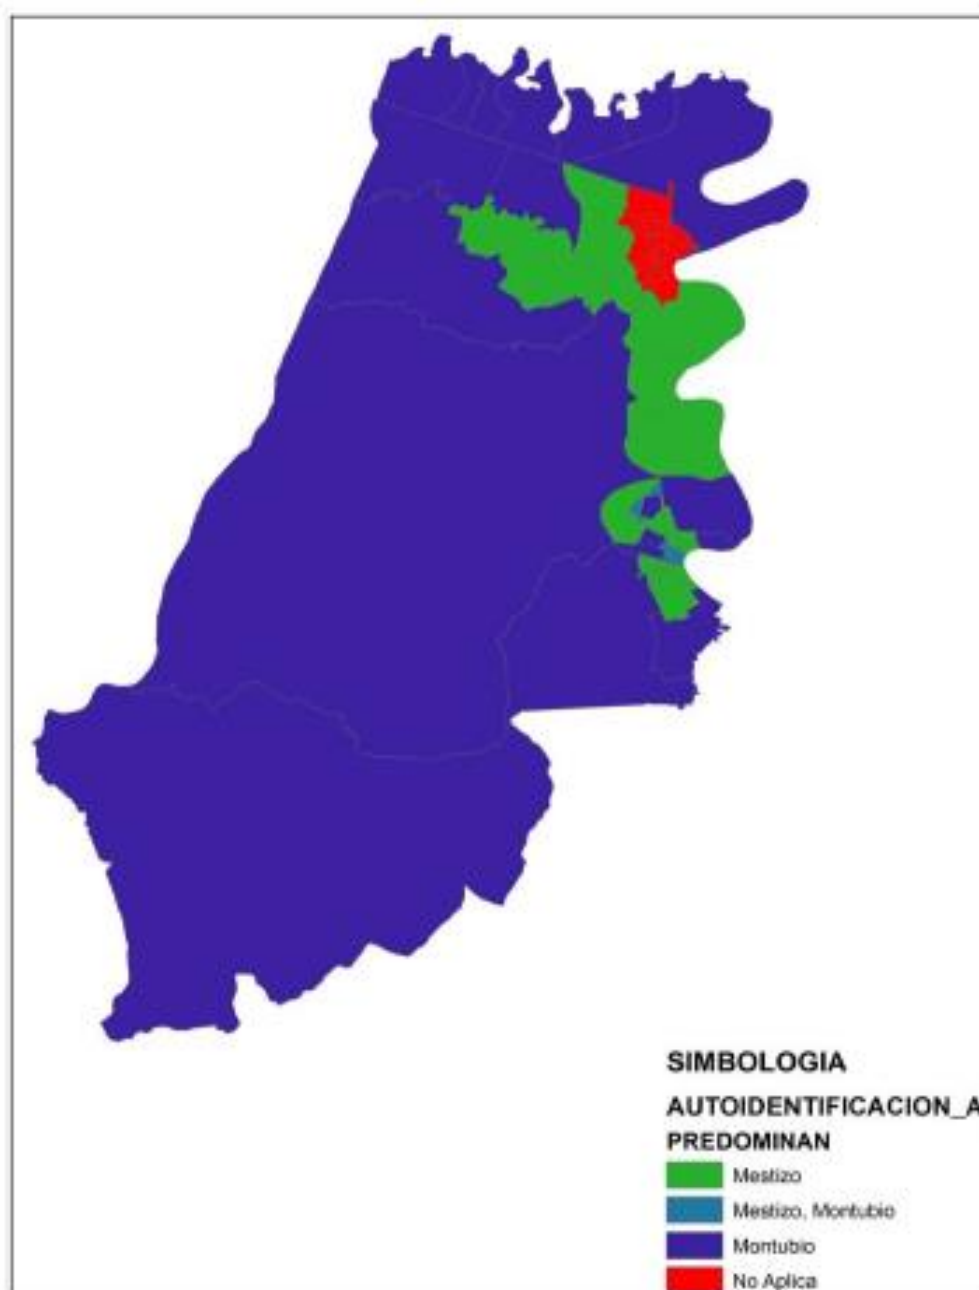 SIMBOLOGIA
AUTOIDENTIFICACION_A
PREDOMINAN
Mestizo
Mestizo, Montubio
Montubio
No Aplica